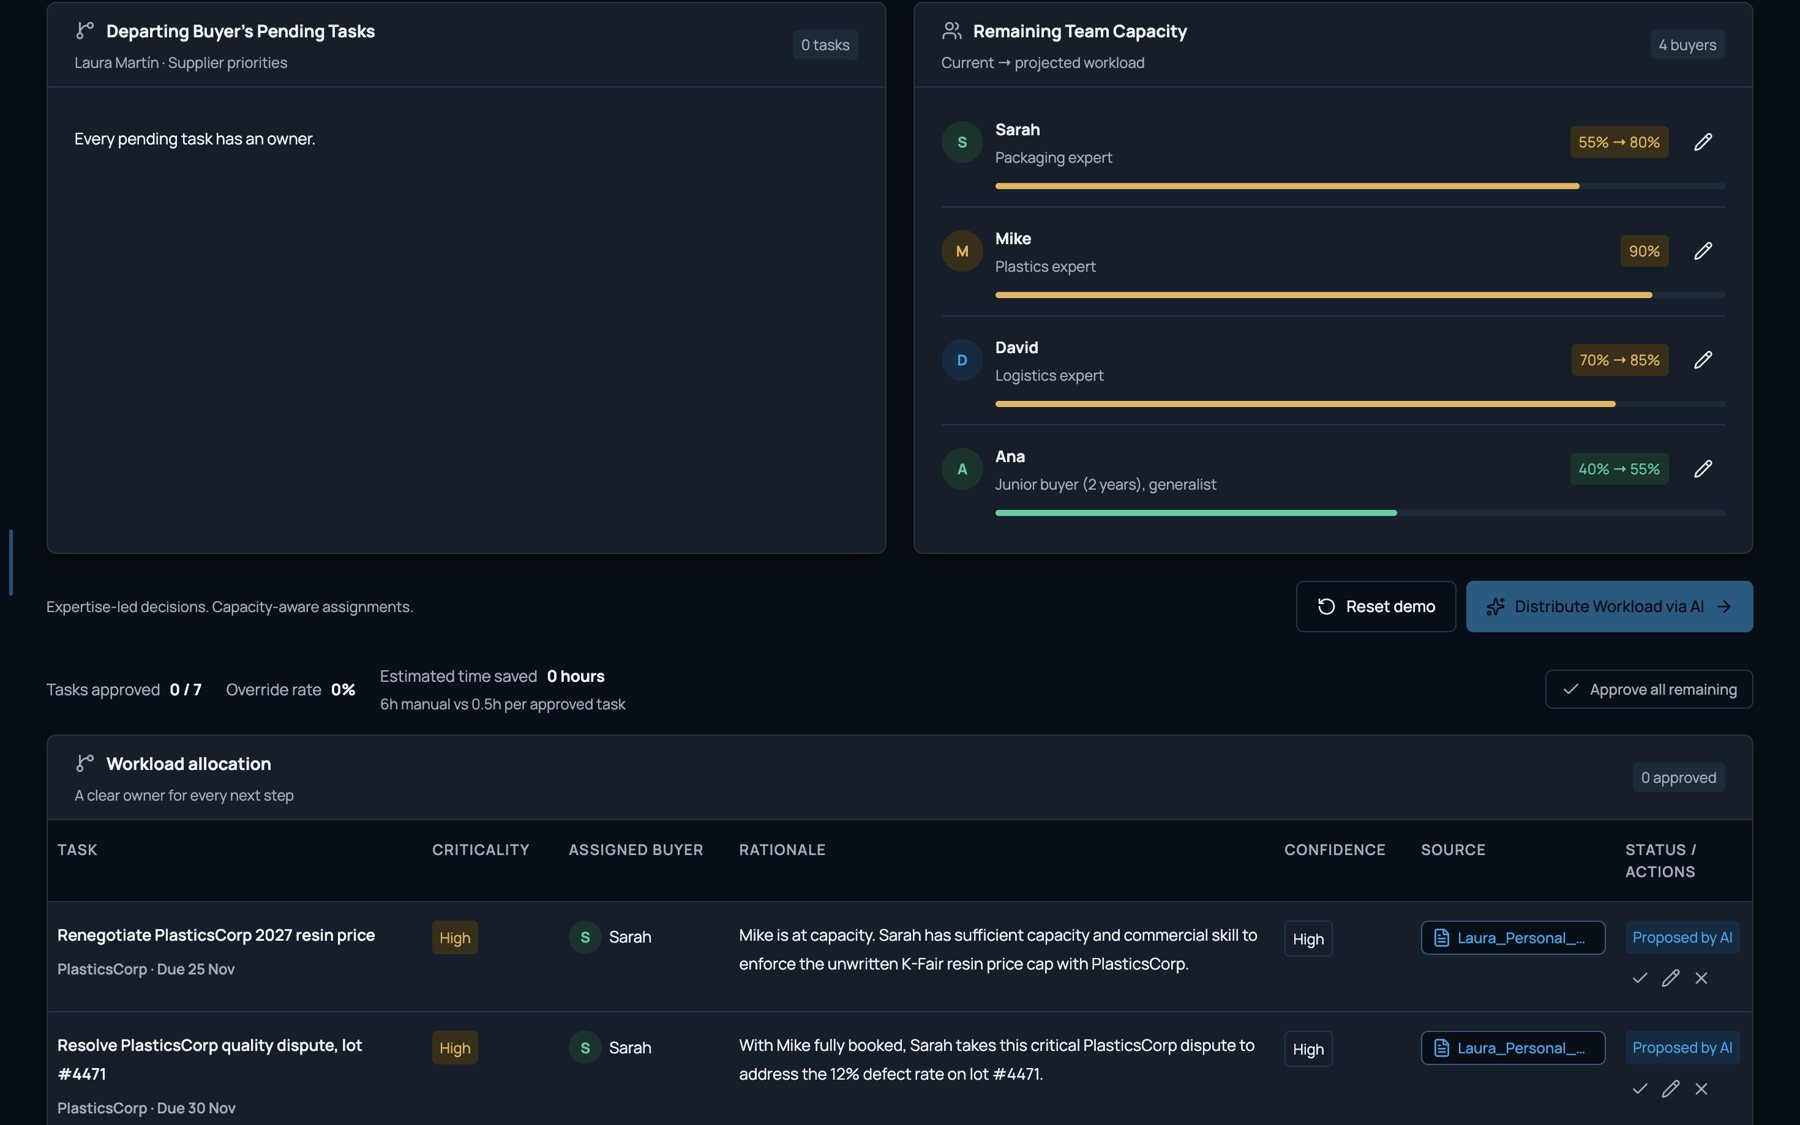 Departing Buyer's Pending Tasks
Laura Martín · Supplier priorities
0 tasks
Every pending task has an owner.
Remaining Team Capacity
Current → projected workload
4 buyers
S
Sarah
Packaging expert
55% → 80%
M
Mike
Plastics expert
90%
D
David
Logistics expert
70% → 85%
A
Ana
Junior buyer (2 years), generalist
40% → 55%
Expertise-led decisions. Capacity-aware assignments.
Reset demo
Distribute Workload via AI →
Tasks approved 0 / 7
Override rate 0%
Estimated time saved 0 hours
6h manual vs 0.5h per approved task
Approve all remaining
Workload allocation
A clear owner for every next step
0 approved
TASK
CRITICALITY
ASSIGNED BUYER
RATIONALE
CONFIDENCE
SOURCE
STATUS /
ACTIONS
Renegotiate PlasticsCorp 2027 resin price
PlasticsCorp · Due 25 Nov
High
S
Sarah
Mike is at capacity. Sarah has sufficient capacity and commercial skill to
enforce the unwritten K-Fair resin price cap with PlasticsCorp.
High
Laura_Personal_...
Proposed by AI
Resolve PlasticsCorp quality dispute, lot
#4471
PlasticsCorp · Due 30 Nov
High
S
Sarah
With Mike fully booked, Sarah takes this critical PlasticsCorp dispute to
address the 12% defect rate on lot #4471.
High
Laura_Personal_...
Proposed by AI